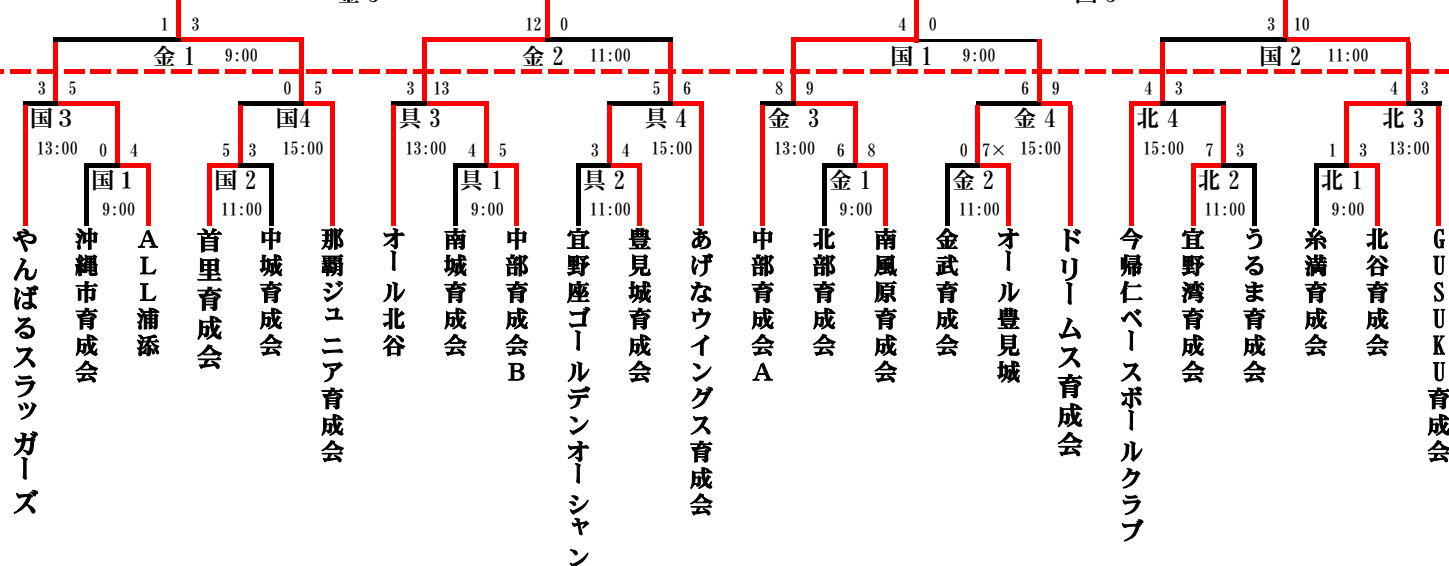 1 3 12 0 4 0 3 10
金1 9:00 金2 11:00 国1 9:00 国2 11:00
3 5 0 5 3 13 5 6 8 9 6 9 4 3 4 3
国3 国4 具3 具4 金 3 金4 北4 北3
13:00 15:00 13:00 15:00 13:00 15:00 15:00 13:00
0 4 5 3 4 5 3 4 6 8 0 7× 7 3 1 3
国1 国2 具1 具2 金1 金2 北2 北1
9:00 11:00 9:00 11:00 9:00 11:00 11:00 9:00
やんばるスラッガーズ
沖縄市育成会
ALL浦添
首里育成会
中城育成会
那覇ジュニア育成会
オール北谷
南城育成会
中部育成会B
宜野座ゴールデンオーシャン
豊見城育成会
あげなウイングス育成会
中部育成会A
北部育成会
南風原育成会
金武育成会
オール豊見城
ドリームス育成会
今帰仁ベースボールクラブ
宜野湾育成会
うるま育成会
糸満育成会
北谷育成会
GUSUKU育成会